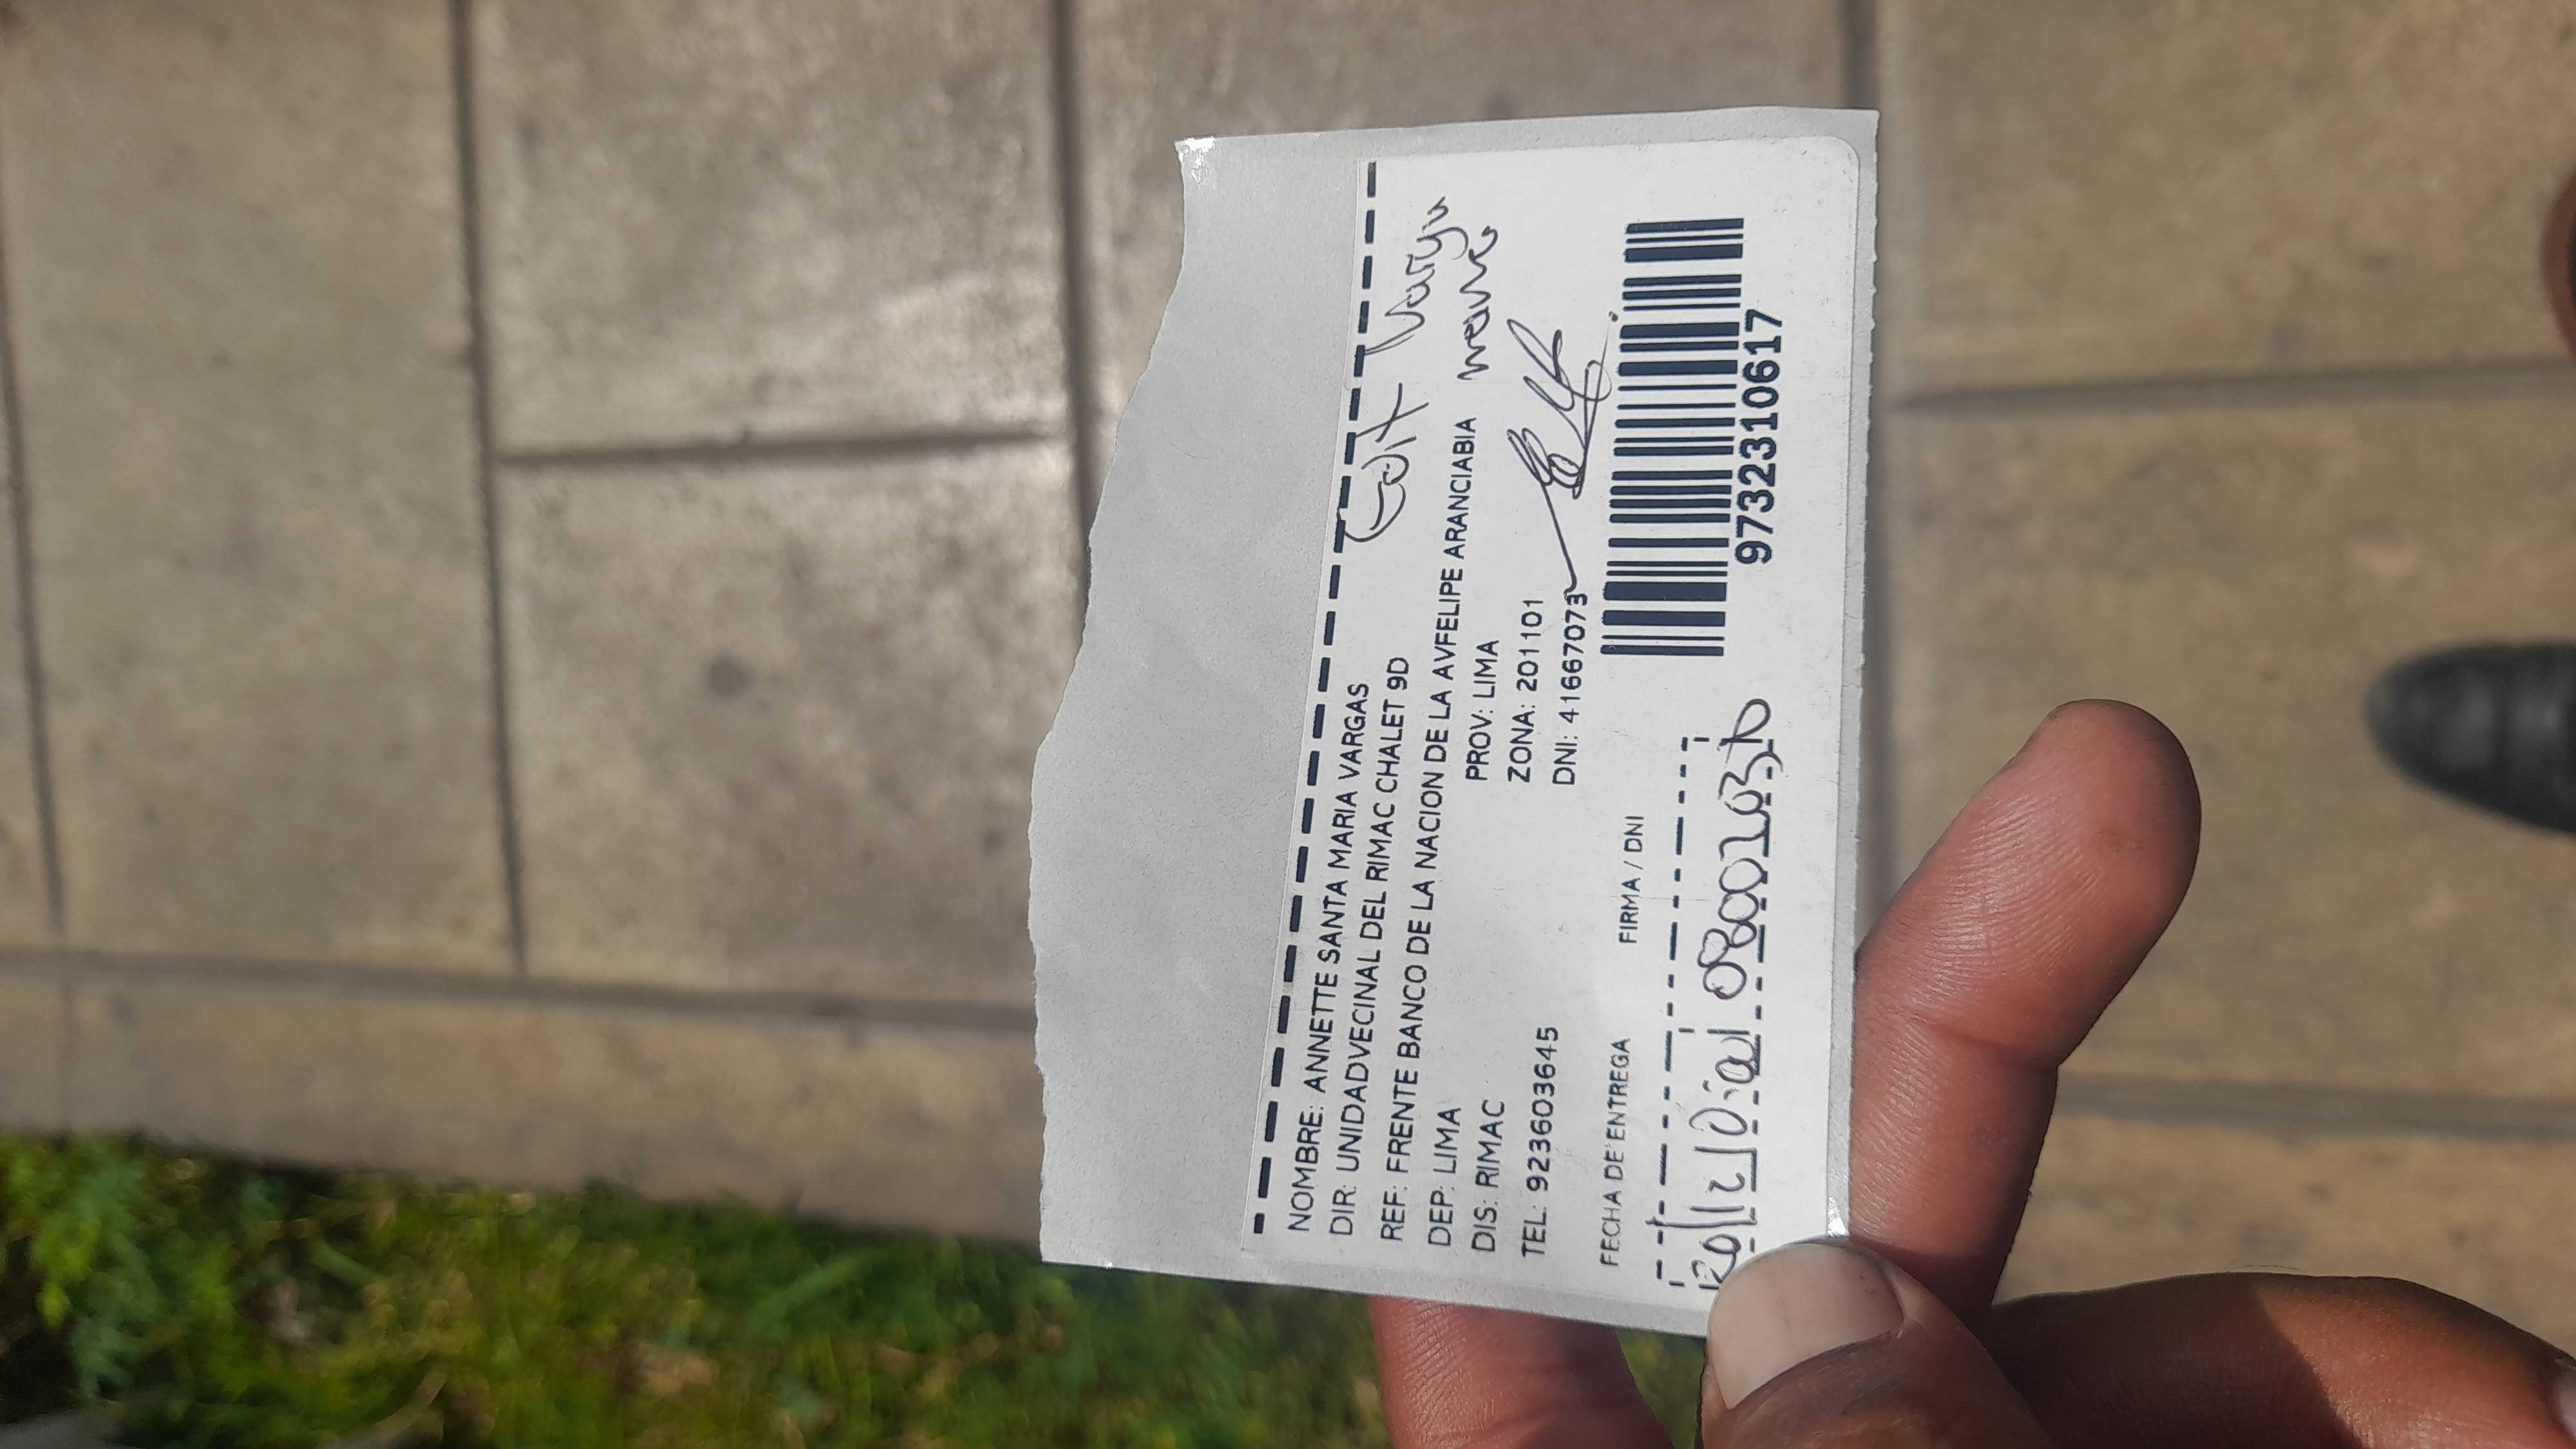 NOMBRE: ANNETTE SANTA MARIA VARGAS
DIR: UNIDADVECINAL DEL RIMAC CHALET 9D
REF: FRENTE BANCO DE LA NACION DE LA AVFELIPE ARANCIABIA
DEP: LIMA PROV: LIMA
DIS: RIMAC ZONA: 201101
TEL: 923603645 DNI: 41667073
FECHA DE ENTREGA FIRMA / DNI
9732310617